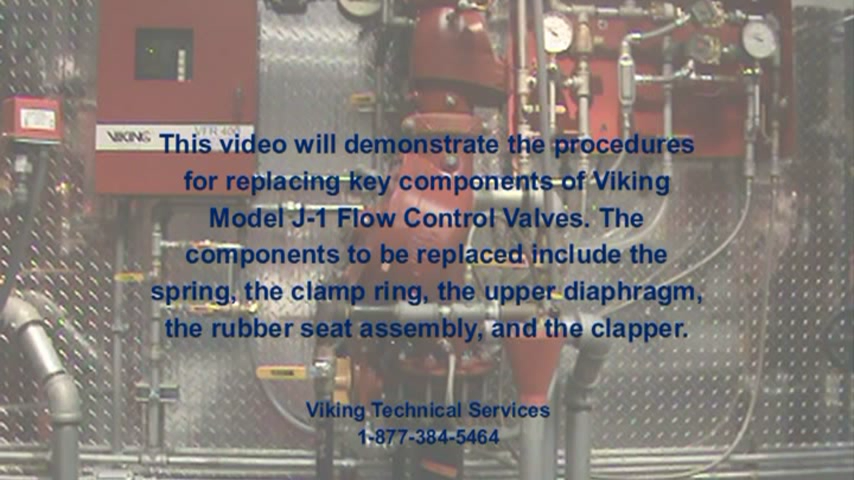 VIKING VFR 400
This video will demonstrate the procedures
for replacing key components of Viking
Model J-1 Flow Control Valves. The
components to be replaced include the
spring, the clamp ring, the upper diaphragm,
the rubber seat assembly, and the clapper.
Viking Technical Services
1-877-384-5464